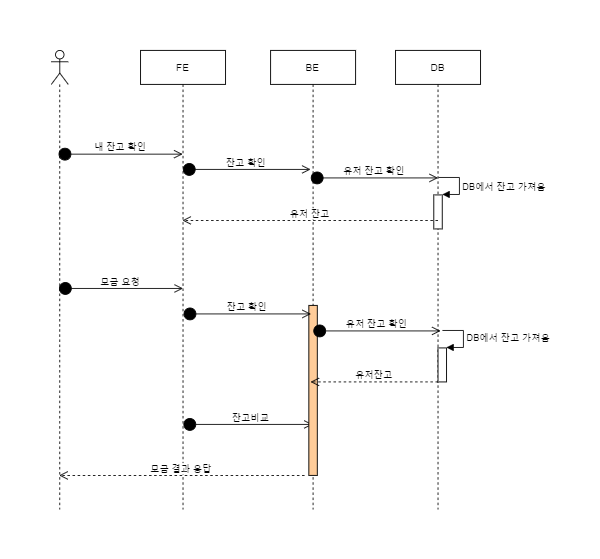 FE
BE
DB
내 잔고 확인
잔고 확인
유저 잔고 확인
DB에서 잔고 가져옴
유저 잔고
모금 요청
잔고 확인
유저 잔고 확인
DB에서 잔고 가져옴
유저잔고
잔고비교
모금 결과 응답